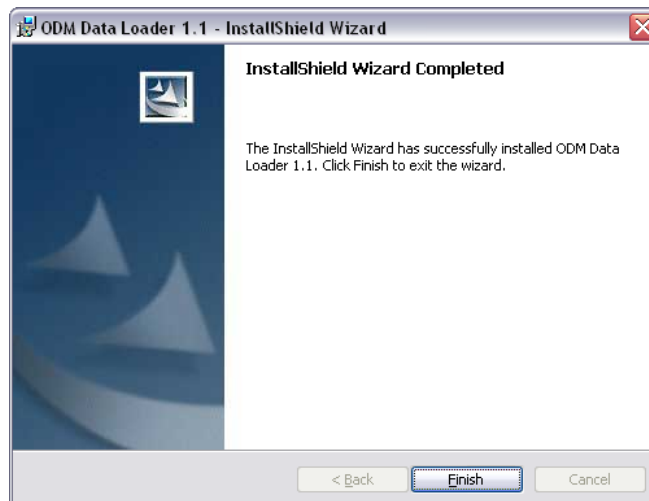 ODM Data Loader 1.1 - InstallShield Wizard
InstallShield Wizard Completed
The InstallShield Wizard has successfully installed ODM Data
Loader 1.1. Click Finish to exit the wizard.
< Back
Finish
Cancel